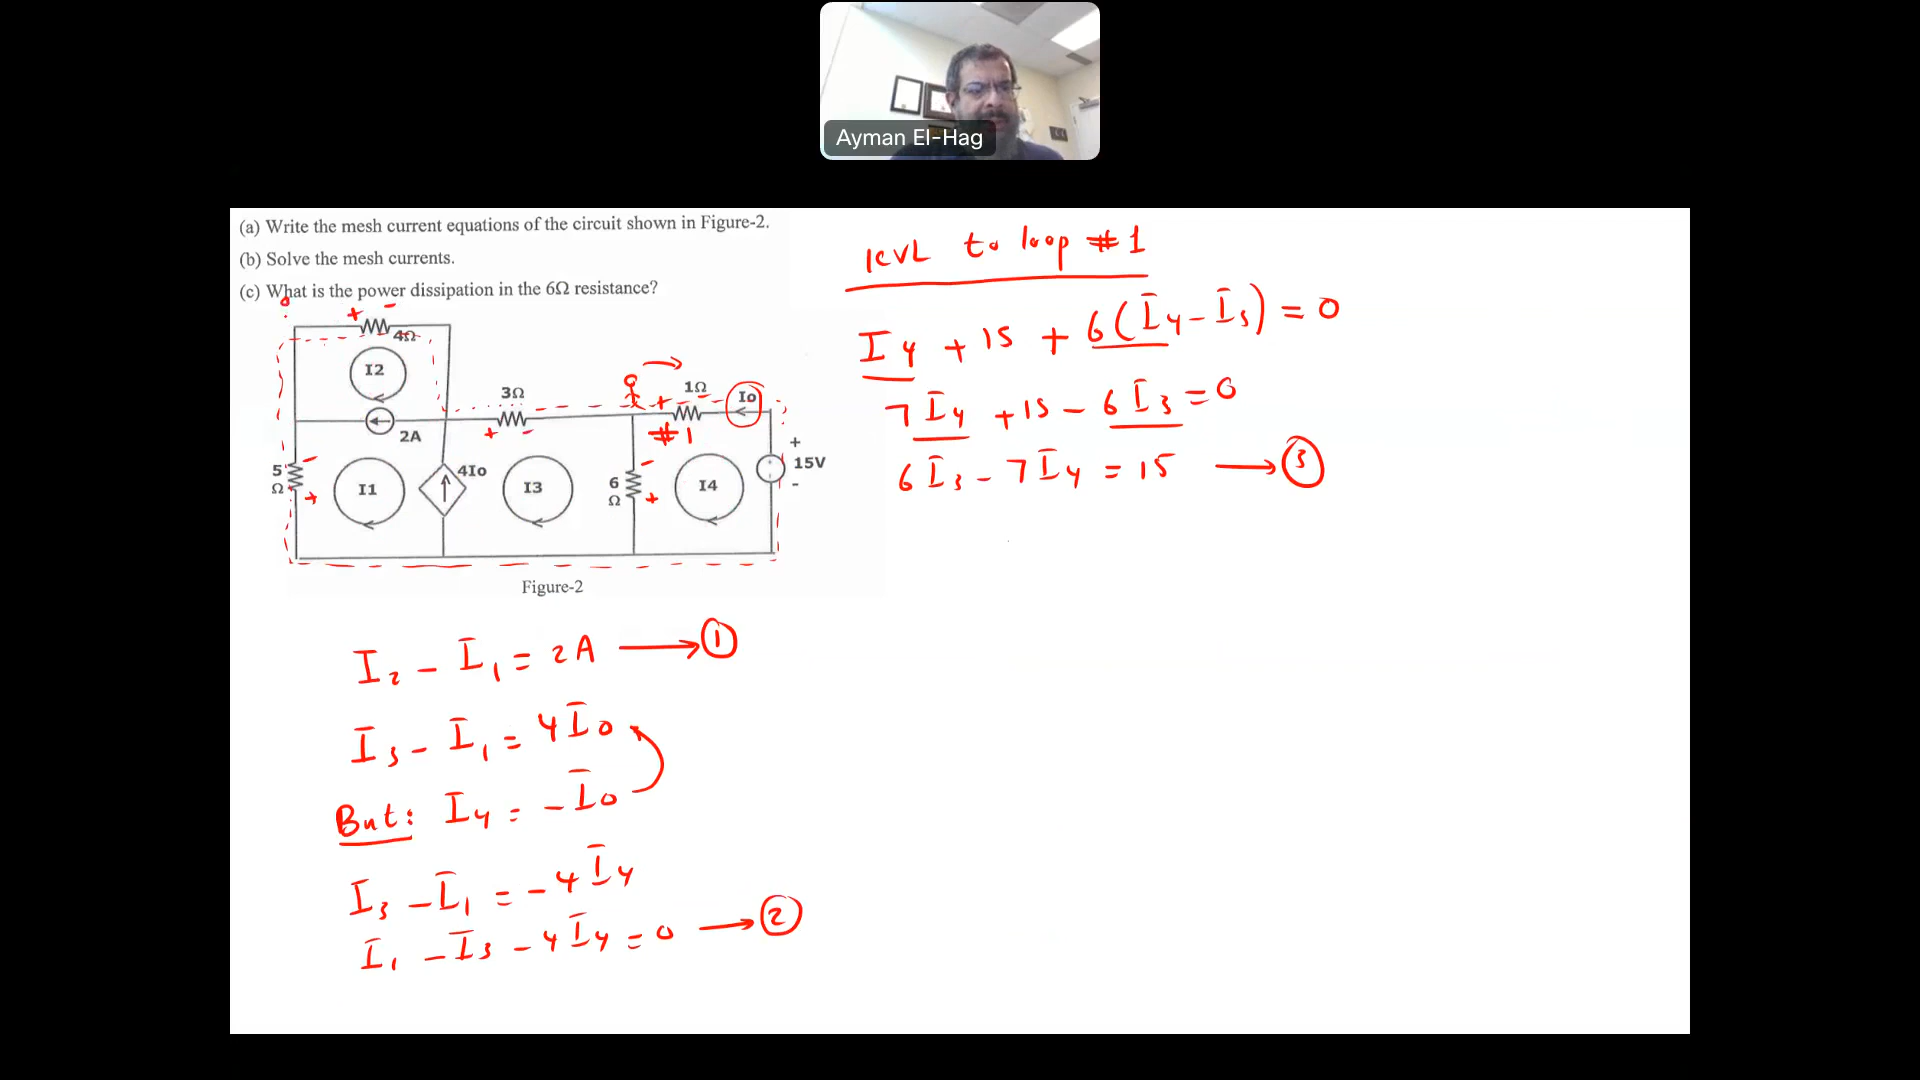 Ayman El-Hag
(a) Write the mesh current equations of the circuit shown in Figure-2.
(b) Solve the mesh currents.
(c) What is the power dissipation in the 6Ω resistance?
+ -
4Ω
I2
3Ω
1Ω
Io
+ -
+
#1
2A
+
15V
-
5
Ω
-
+
I1
4Io
I3
6
Ω
-
+
I4
Figure-2
I₂ - I₁ = 2A → ①
I₃ - I₁ = 4I₀
But: I₄ = -I₀
I₃ - I₁ = -4I₄
I₁ - I₃ - 4I₄ = 0 → ②
KVL to loop #1
I₄ + 15 + 6(I₄ - I₃) = 0
7I₄ + 15 - 6I₃ = 0
6I₃ - 7I₄ = 15 → ③